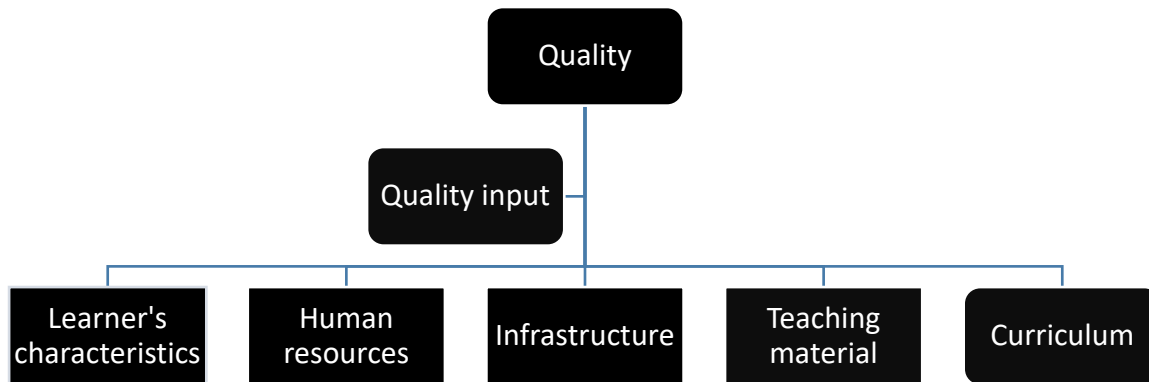 Quality
Quality input
Learner's
characteristics
Human
resources
Infrastructure
Teaching
material
Curriculum